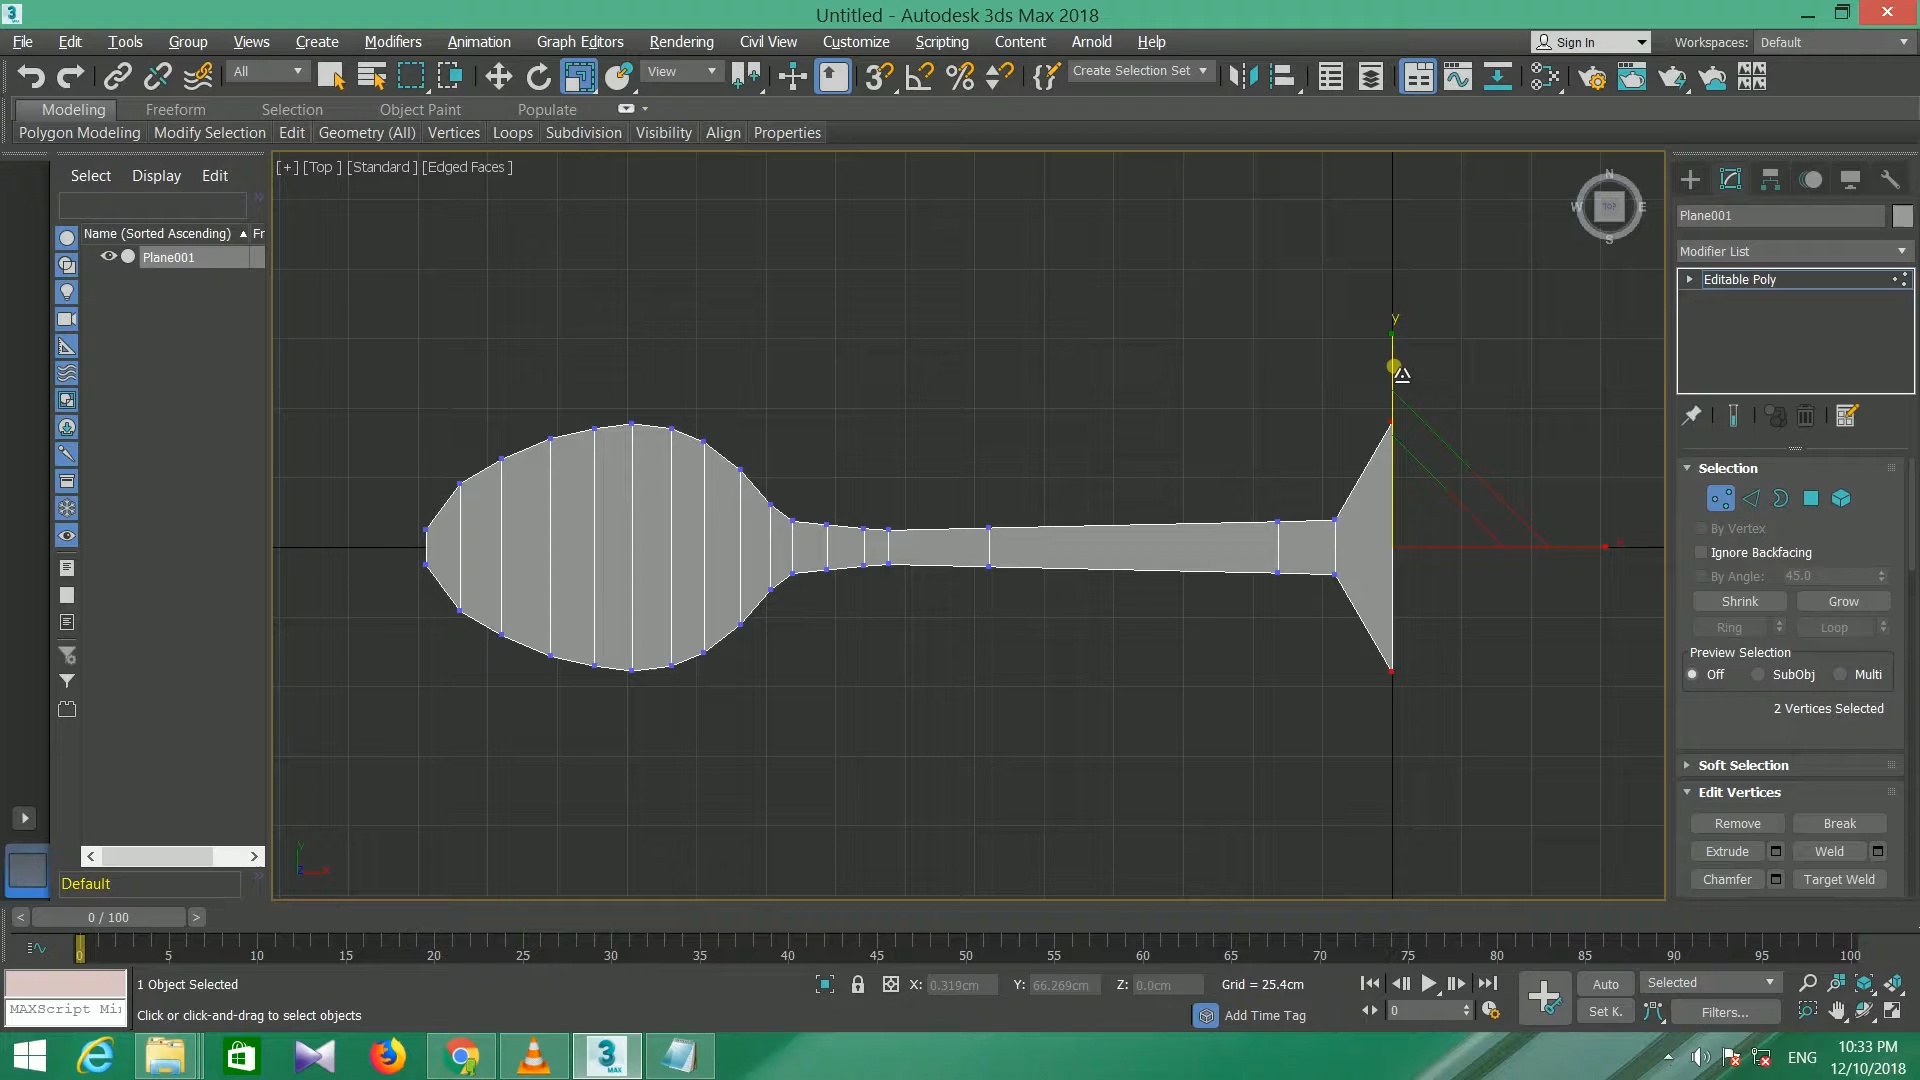 Untitled - Autodesk 3ds Max 2018
File Edit Tools Group Views Create Modifiers Animation Graph Editors Rendering Civil View Customize Scripting Content Arnold Help Sign In Workspaces: Default
All View Create Selection Set
Modeling Freeform Selection Object Paint Populate
Polygon Modeling Modify Selection Edit Geometry (All) Vertices Loops Subdivision Visibility Align Properties
Select Display Edit
[+] [Top ] [Standard ] [Edged Faces ]
Name (Sorted Ascending) Fr
Plane001
y
N
W TOP E
S
Plane001
Modifier List
Editable Poly
Selection
By Vertex
Ignore Backfacing
By Angle: 45.0
Shrink Grow
Ring Loop
Preview Selection
Off SubObj Multi
2 Vertices Selected
Soft Selection
Edit Vertices
Remove Break
Extrude Weld
Chamfer Target Weld
Default
0 / 100
0 5 10 15 20 25 30 35 40 45 50 55 60 65 70 75 80 85 90 95 100
1 Object Selected X: 0.319cm Y: 66.269cm Z: 0.0cm Grid = 25.4cm Auto Selected
MAXScript Mi Click or click-and-drag to select objects Add Time Tag 0 Set K. Filters...
3 MAX
ENG 10:33 PM
12/10/2018